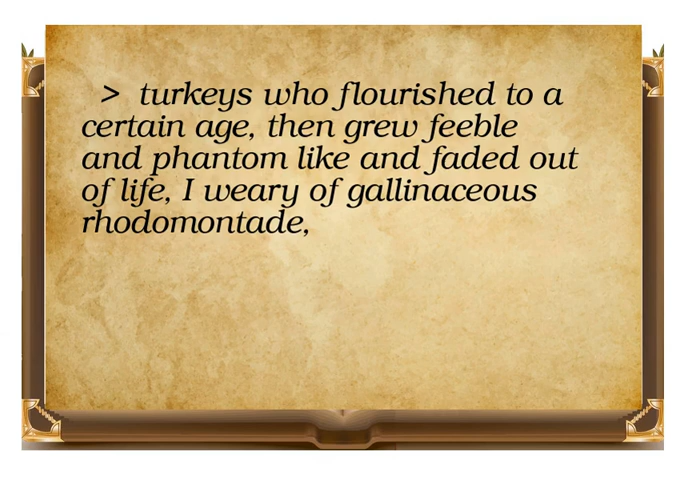 > turkeys who flourished to a
certain age, then grew feeble
and phantom like and faded out
of life, I weary of gallinaceous
rhodomontade,